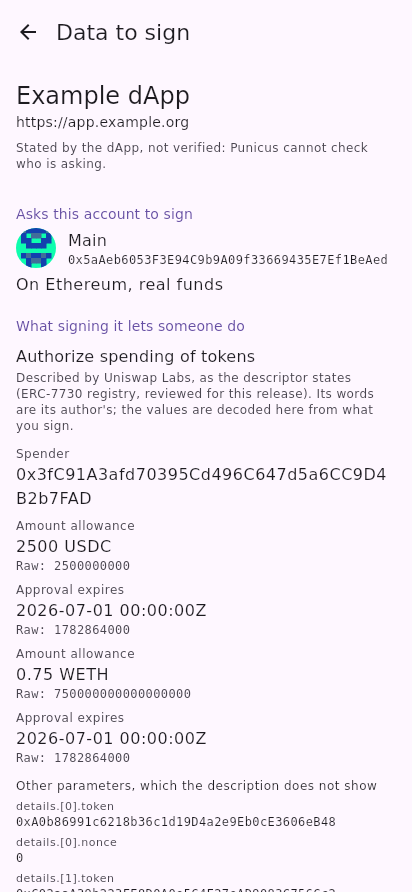 Data to sign
Example dApp
https://app.example.org
Stated by the dApp, not verified: Punicus cannot check
who is asking.
Asks this account to sign
Main
0x5aAeb6053F3E94C9b9A09f33669435E7Ef1BeAed
On Ethereum, real funds
What signing it lets someone do
Authorize spending of tokens
Described by Uniswap Labs, as the descriptor states
(ERC-7730 registry, reviewed for this release). Its words
are its author's; the values are decoded here from what
you sign.
Spender
0x3fC91A3afd70395Cd496C647d5a6CC9D4
B2b7FAD
Amount allowance
2500 USDC
Raw: 2500000000
Approval expires
2026-07-01 00:00:00Z
Raw: 1782864000
Amount allowance
0.75 WETH
Raw: 750000000000000000
Approval expires
2026-07-01 00:00:00Z
Raw: 1782864000
Other parameters, which the description does not show
details.[0].token
0xA0b86991c6218b36c1d19D4a2e9Eb0cE3606eB48
details.[0].nonce
0
details.[1].token